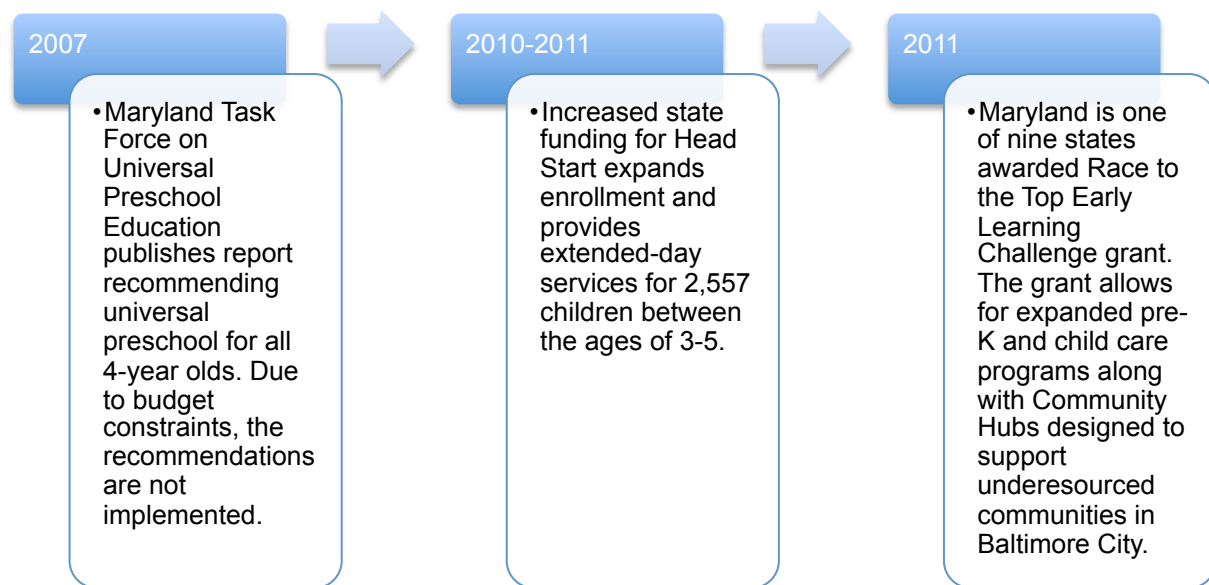 2007
•Maryland Task
Force on
Universal
Preschool
Education
publishes report
recommending
universal
preschool for all
4-year olds. Due
to budget
constraints, the
recommendations
are not
implemented.
2010-2011
•Increased state
funding for Head
Start expands
enrollment and
provides
extended-day
services for 2,557
children between
the ages of 3-5.
2011
•Maryland is one
of nine states
awarded Race to
the Top Early
Learning
Challenge grant.
The grant allows
for expanded pre-
K and child care
programs along
with Community
Hubs designed to
support
underesourced
communities in
Baltimore City.